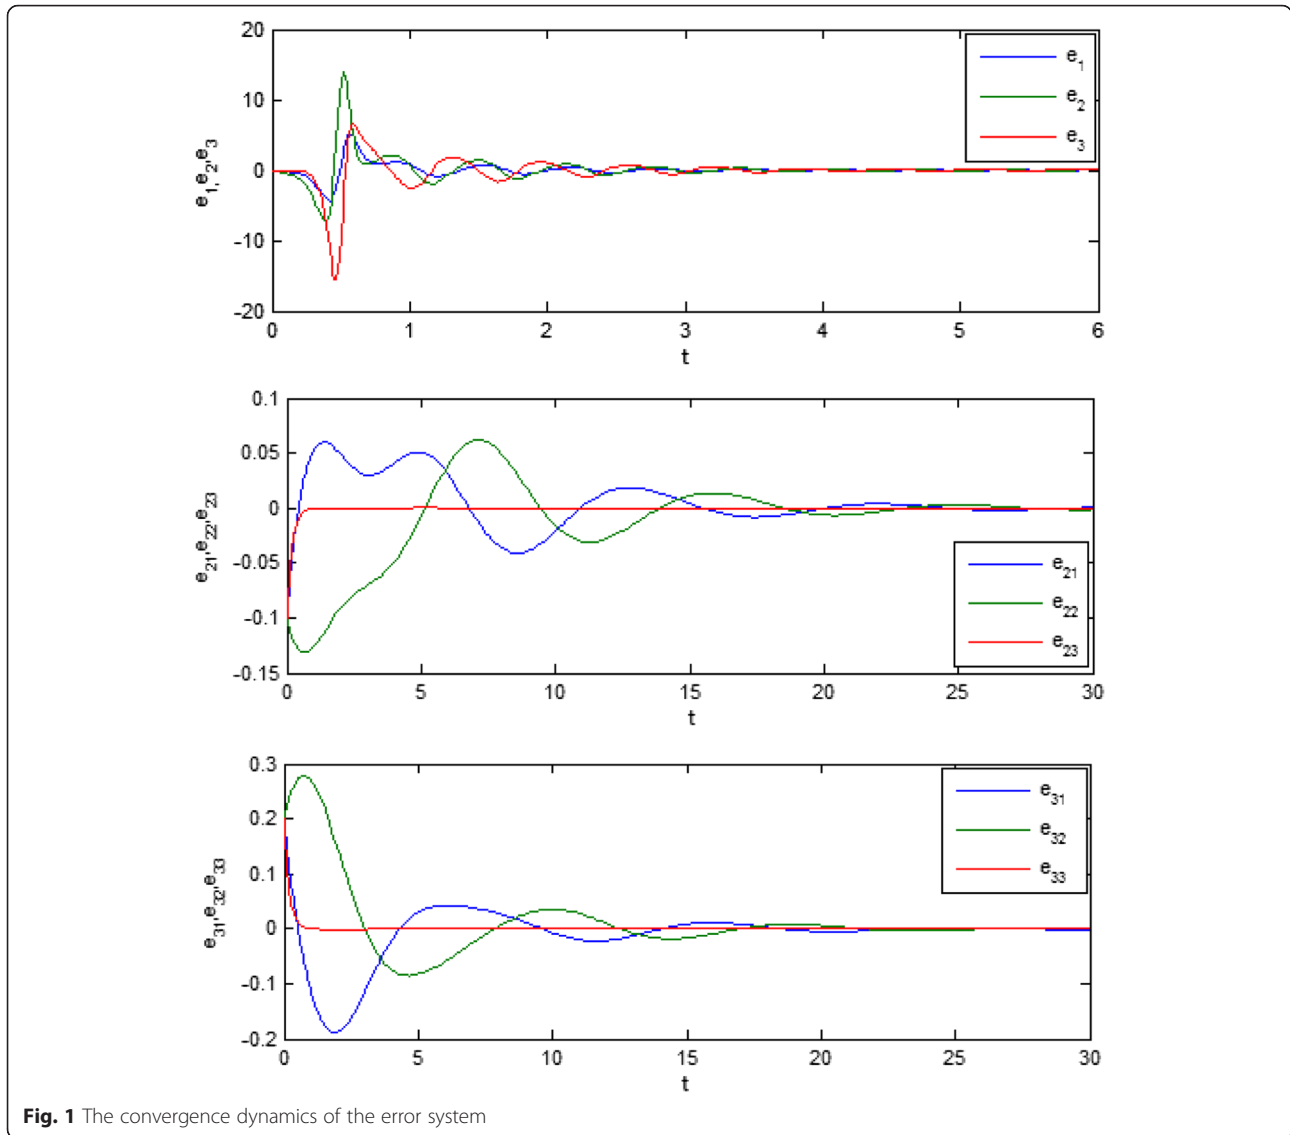 20
10
0
-10
-20
e1,e2,e3
0 1 2 3 4 5 6
t
e1
e2
e3
0.1
0.05
0
-0.05
-0.1
-0.15
e21,e22,e23
0 5 10 15 20 25 30
t
e21
e22
e23
0.3
0.2
0.1
0
-0.1
-0.2
e31,e32,e33
0 5 10 15 20 25 30
t
e31
e32
e33
Fig. 1 The convergence dynamics of the error system